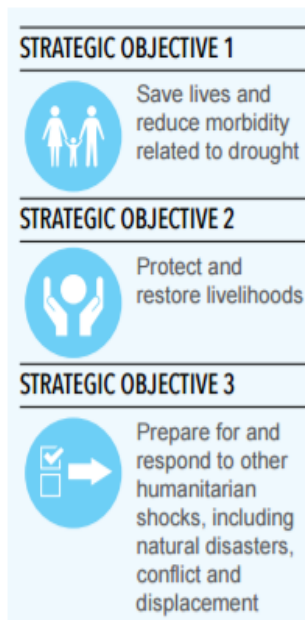 STRATEGIC OBJECTIVE 1
Save lives and
reduce morbidity
related to drought
STRATEGIC OBJECTIVE 2
Protect and
restore livelihoods
STRATEGIC OBJECTIVE 3
Prepare for and
respond to other
humanitarian
shocks, including
natural disasters,
conflict and
displacement